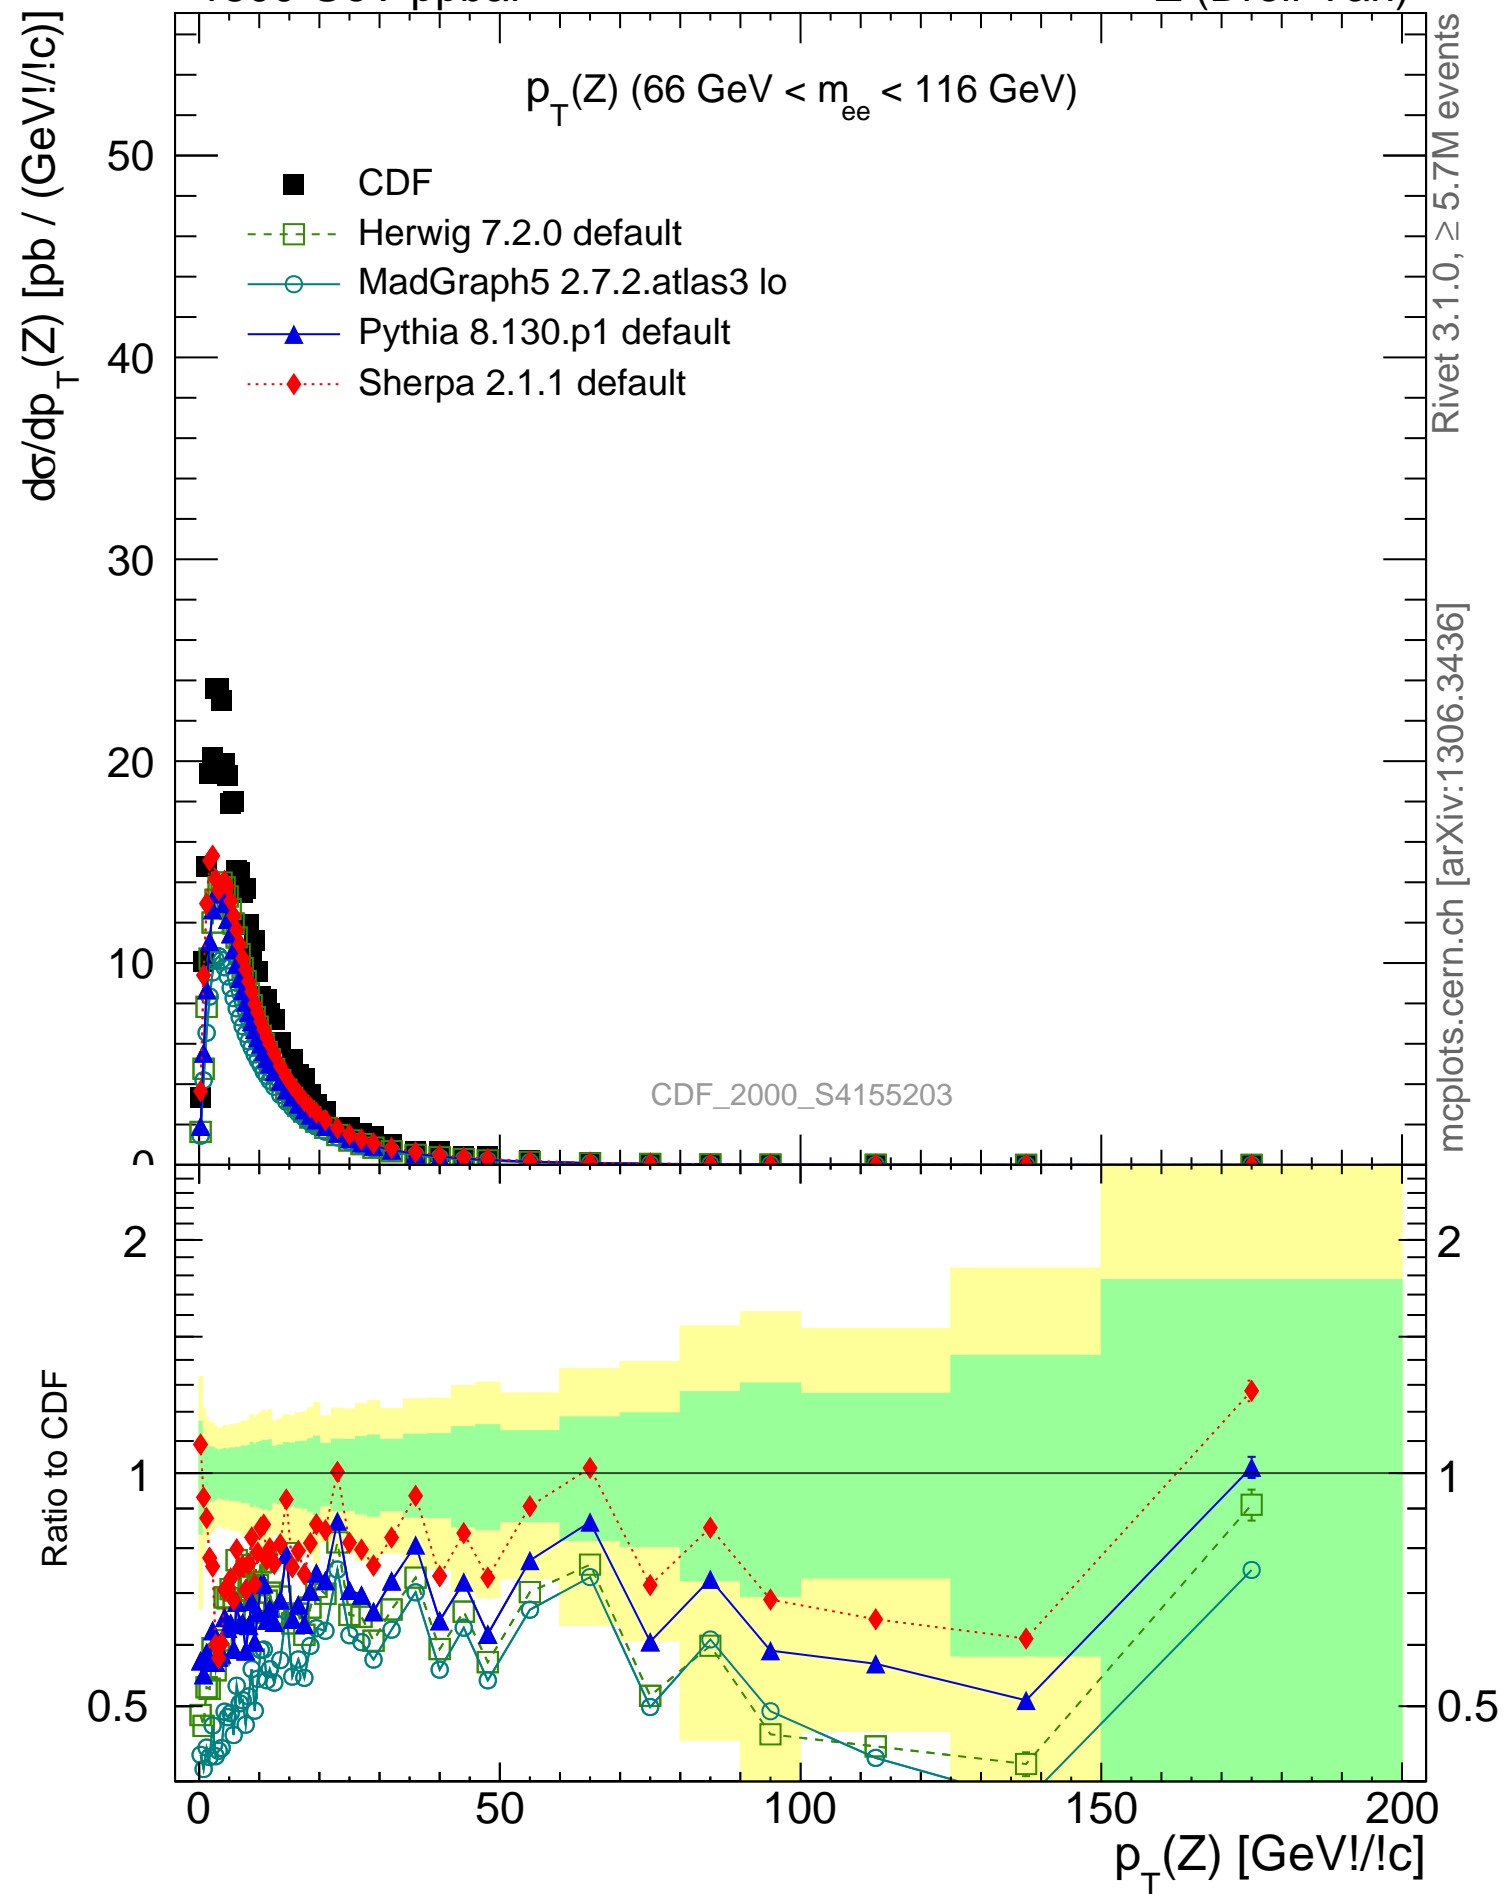 dσ/dp_T(Z) [pb / (GeV!/!c)]
p_T(Z) (66 GeV < m_ee < 116 GeV)
CDF
Herwig 7.2.0 default
MadGraph5 2.7.2.atlas3 lo
Pythia 8.130.p1 default
Sherpa 2.1.1 default
50
40
30
20
10
0
CDF_2000_S4155203
Rivet 3.1.0, ≥ 5.7M events
mcplots.cern.ch [arXiv:1306.3436]
Ratio to CDF
2
1
0.5
2
1
0.5
0
50
100
150
200
p_T(Z) [GeV!/!c]